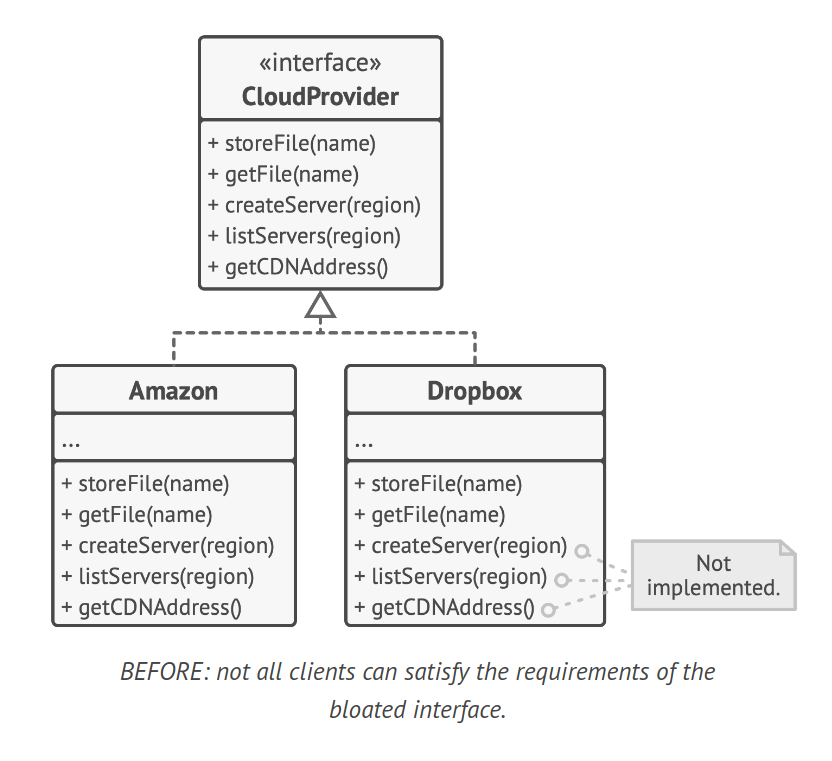 «interface»
CloudProvider
+ storeFile(name)
+ getFile(name)
+ createServer(region)
+ listServers(region)
+ getCDNAddress()
Amazon
...
+ storeFile(name)
+ getFile(name)
+ createServer(region)
+ listServers(region)
+ getCDNAddress()
Dropbox
...
+ storeFile(name)
+ getFile(name)
+ createServer(region)
+ listServers(region)
+ getCDNAddress()
Not
implemented.
BEFORE: not all clients can satisfy the requirements of the
bloated interface.